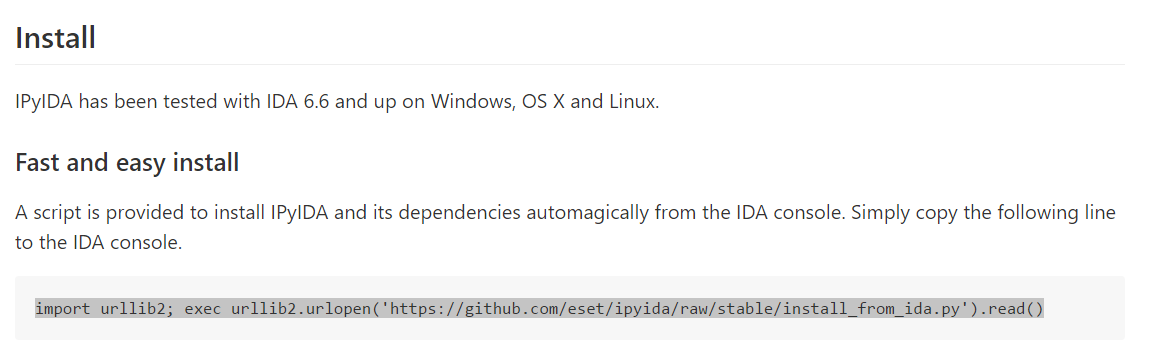 Install
IPyIDA has been tested with IDA 6.6 and up on Windows, OS X and Linux.
Fast and easy install
A script is provided to install IPyIDA and its dependencies automagically from the IDA console. Simply copy the following line
to the IDA console.
import urllib2; exec urllib2.urlopen('https://github.com/eset/ipyida/raw/stable/install_from_ida.py').read()